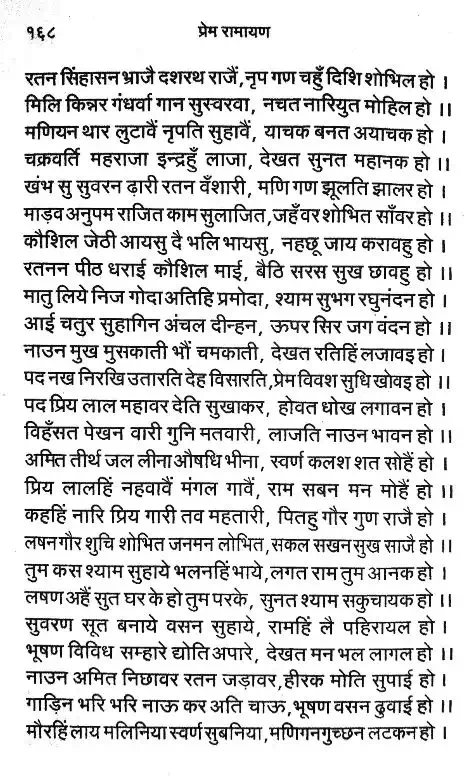 १६८ प्रेम रामायण
रतन सिंहासन भ्राजै दशरथ राजैं, नृप गण चहुँ दिशि शोभिल हो ।
मिलि किन्नर गंधर्वा गान सुस्वरवा, नचत नारियुत मोहिल हो ।।
मणियन थार लुटावैं नृपति सुहावैं, याचक बनत अयाचक हो ।
चक्रवर्ति महराजा इन्द्रहुँ लाजा, देखत सुनत महानक हो ।।
खंभ सु सुवरन ढ़ारी रतन वँशारी, मणि गण झूलति झालर हो ।
माड़व अनुपम राजित काम सुलाजित,जहँ वर शोभित साँवर हो ।।
कौशिल जेठी आयसु दै भलि भायसु, नहछू जाय करावहु हो ।
रतनन पीठ धराई कौशिल माई, बैठि सरस सुख छावहु हो ।।
मातु लिये निज गोदा अतिहि प्रमोदा, श्याम सुभग रघुनंदन हो ।
आई चतुर सुहागिन अंचल दीन्हन, ऊपर सिर जग वंदन हो ।।
नाउन मुख मुसकाती भौं चमकाती, देखत रतिहिं लजावइ हो ।
पद नख निरखि उतारति देह विसारति,प्रेम विवश सुधि खोवइ हो ।।
पद प्रिय लाल महावर देति सुखाकर, होवत धोख लगावन हो ।
विहँसत पेखन वारी गुनि मतवारी, लाजति नाउन भावन हो ।।
अमित तीर्थ जल लीना औषधि भीना, स्वर्ण कलश शत सोहैं हो ।
प्रिय लालहिं नहवावैं मंगल गावैं, राम सबन मन मोहैं हो ।।
कहहिं नारि प्रिय गारी तव महतारी, पितहु गौर गुण राजै हो ।
लषन गौर शुचि शोभित जनमन लोभित,सकल सखन सुख साजै हो ।।
तुम कस श्याम सुहाये भलनहिं भाये,लगत राम तुम आनक हो ।
लषण अहैं सुत घर के हो तुम परके, सुनत श्याम सकुचायक हो ।।
सुवरण सूत बनाये वसन सुहाये, रामहिं लै पहिरायल हो ।
भूषण विविध सम्हारे द्योति अपारे, देखत मन भल लागल हो ।।
नाउन अमित निछावर रतन जड़ावर,हीरक मोति सुपाई हो ।
गाड़िन भरि भरि नाऊ कर अति चाऊ,भूषण वसन ढुवाई हो ।।
मौरहिं लाय मलिनिया स्वर्ण सुबनिया,मणिगनगुच्छन लटकन हो ।